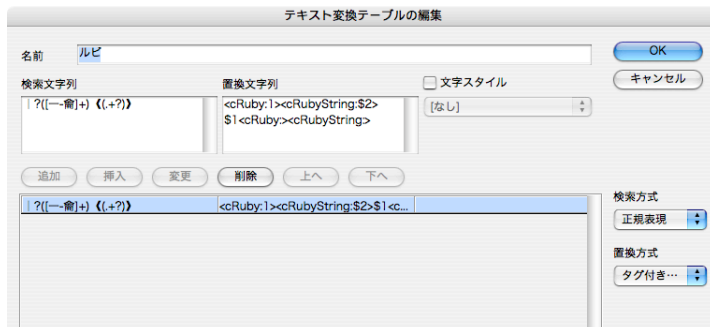 テキスト変換テーブルの編集
名前
ルビ
OK
キャンセル
検索文字列
置換文字列
文字スタイル
｜?([一-龠]+)《(.+?)》
<cRuby:1><cRubyString:$2>
$1<cRuby:><cRubyString>
[なし]
追加
挿入
変更
削除
上へ
下へ
｜?([一-龠]+)《(.+?)》
<cRuby:1><cRubyString:$2>$1<c...
検索方式
正規表現
置換方式
タグ付き…